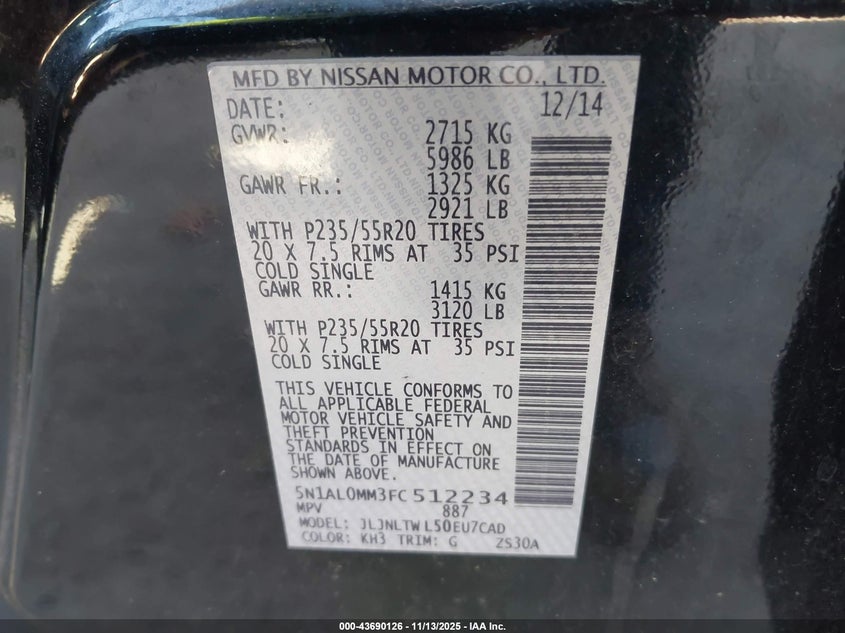 MFD BY NISSAN MOTOR CO., LTD.
DATE: 12/14
GVWR: 2715 KG
5986 LB
GAWR FR.: 1325 KG
2921 LB
WITH P235/55R20 TIRES
20 X 7.5 RIMS AT 35 PSI
COLD SINGLE
GAWR RR.: 1415 KG
3120 LB
WITH P235/55R20 TIRES
20 X 7.5 RIMS AT 35 PSI
COLD SINGLE
THIS VEHICLE CONFORMS TO
ALL APPLICABLE FEDERAL
MOTOR VEHICLE SAFETY AND
THEFT PREVENTION
STANDARDS IN EFFECT ON
THE DATE OF MANUFACTURE
SHOWN ABOVE.
5N1AL0MM3FC512234
MPV 887
MODEL: JLJNLTWL50EU7CAD
COLOR: KH3 TRIM: G ZS30A
000-43690126 - 11/13/2025 - IAA Inc.